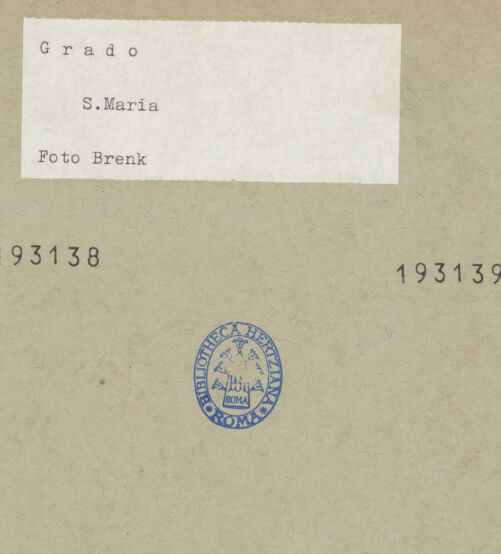 G r a d o
S.Maria
Foto Brenk
193138
193139
BIBLIOTHECA HERTZIANA
ROMA
ROMA